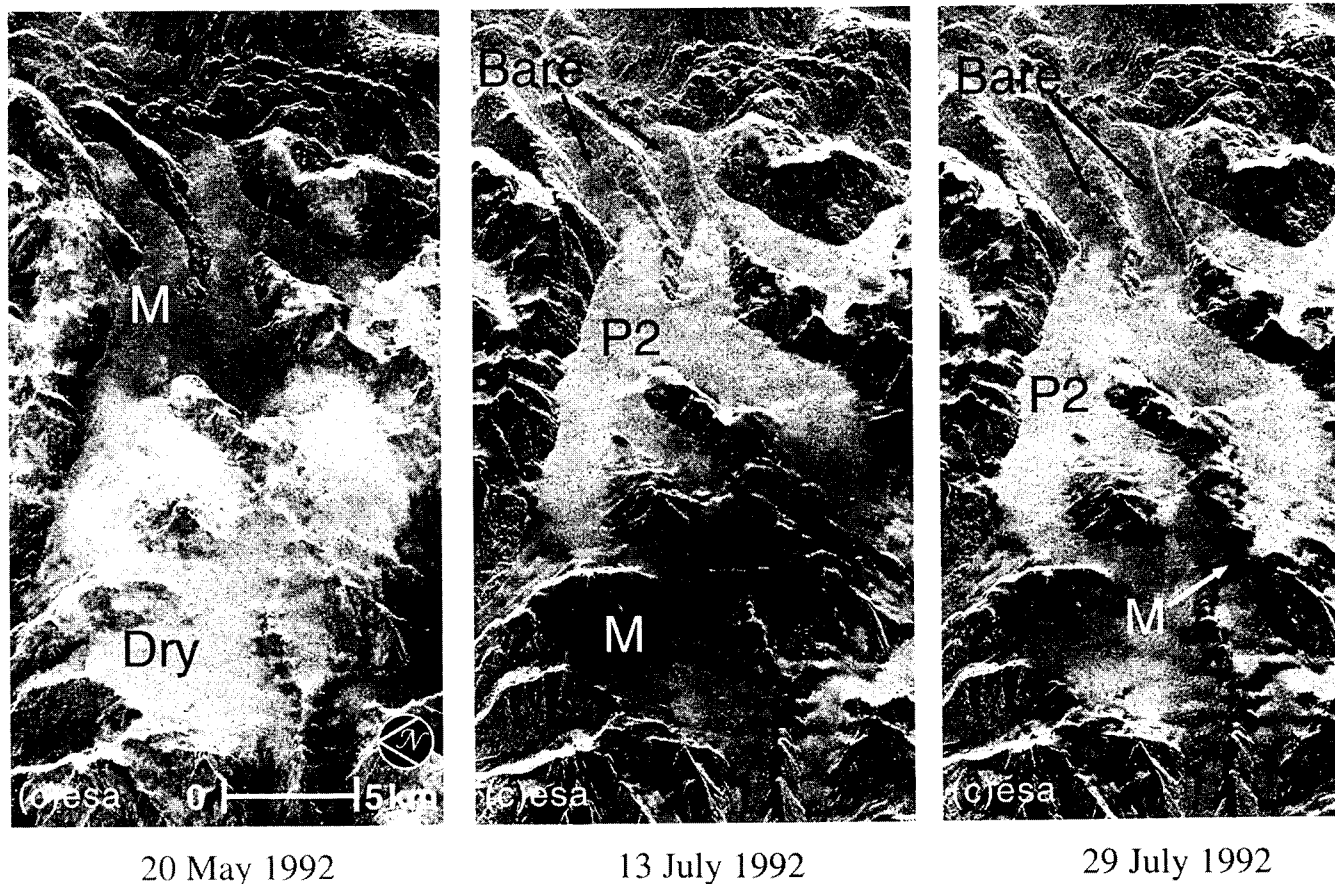 Bare
Bare
M
P2
P2
Dry
M
M
N
(c)esa 0 5km
(c)esa
(c)esa
20 May 1992
13 July 1992
29 July 1992